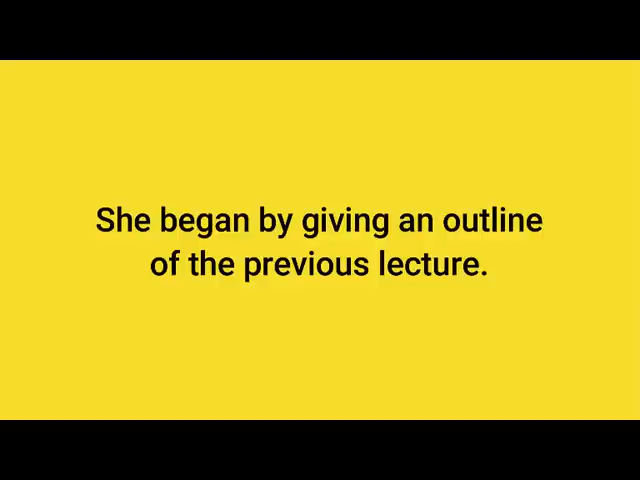 She began by giving an outline
of the previous lecture.